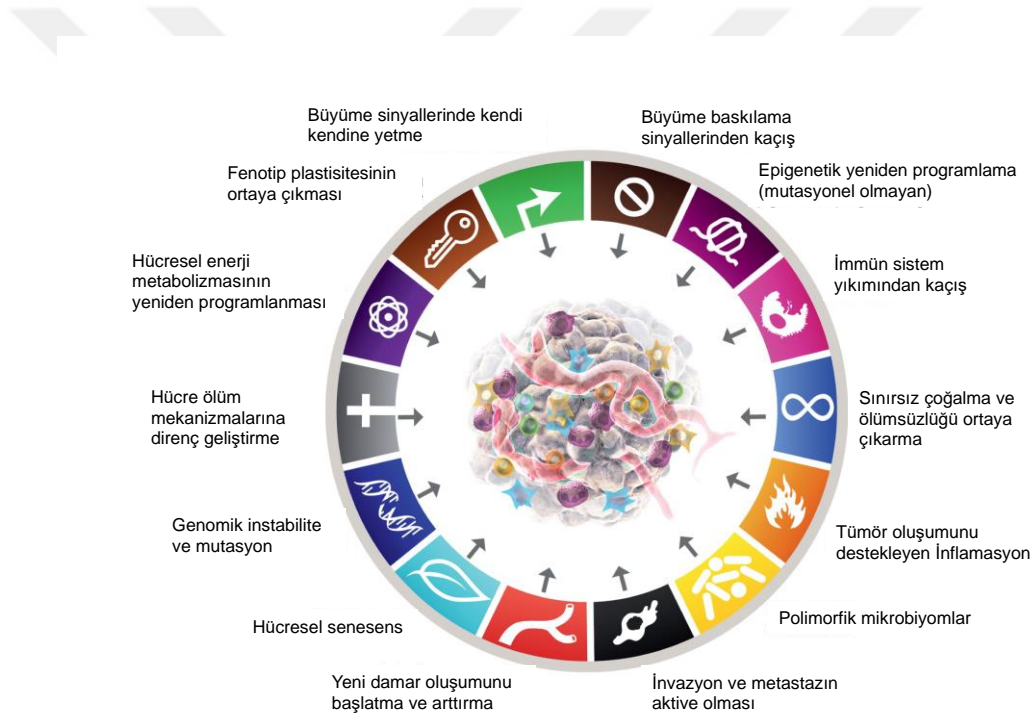 Büyüme sinyallerinde kendi
kendine yetme
Büyüme baskılama
sinyallerinden kaçış
Fenotip plastisitesinin
ortaya çıkması
Epigenetik yeniden programlama
(mutasyonel olmayan)
Hücresel enerji
metabolizmasının
yeniden programlanması
İmmün sistem
yıkımından kaçış
Hücre ölüm
mekanizmalarına
direnç geliştirme
Sınırsız çoğalma ve
ölümsüzlüğü ortaya
çıkarma
Genomik instabilite
ve mutasyon
Tümör oluşumunu
destekleyen İnflamasyon
Hücresel senesens
Polimorfik mikrobiyomlar
Yeni damar oluşumunu
başlatma ve arttırma
İnvazyon ve metastazın
aktive olması